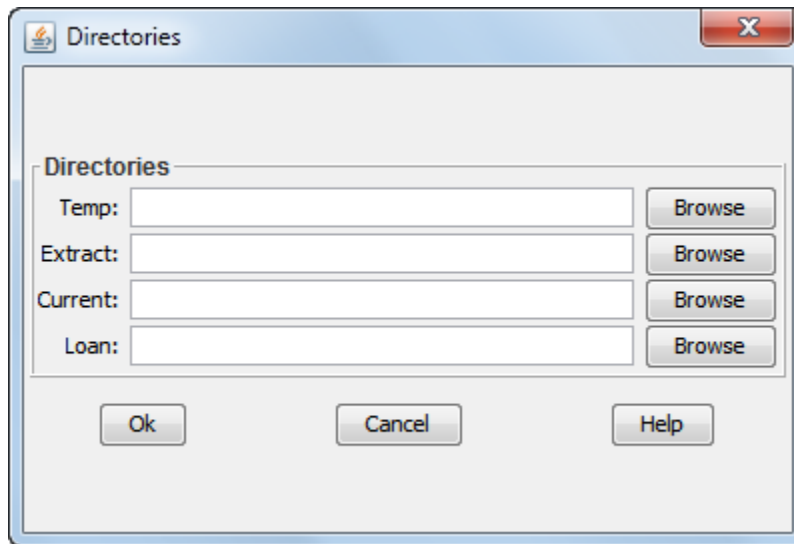 Directories
Directories
Temp: Browse
Extract: Browse
Current: Browse
Loan: Browse
Ok Cancel Help